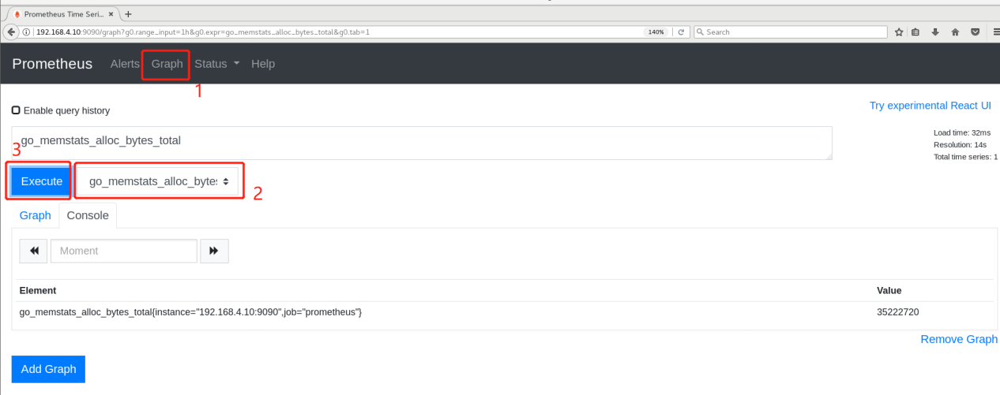 Prometheus Time Seri...
192.168.4.10:9090/graph?g0.range_input=1h&g0.expr=go_memstats_alloc_bytes_total&g0.tab=1
140%
Search
Prometheus Alerts Graph Status Help
1
Enable query history
Try experimental React UI
go_memstats_alloc_bytes_total
Load time: 32ms
Resolution: 14s
Total time series: 1
3
Execute
go_memstats_alloc_byte
2
Graph Console
Moment
Element Value
go_memstats_alloc_bytes_total{instance="192.168.4.10:9090",job="prometheus"} 35222720
Remove Graph
Add Graph